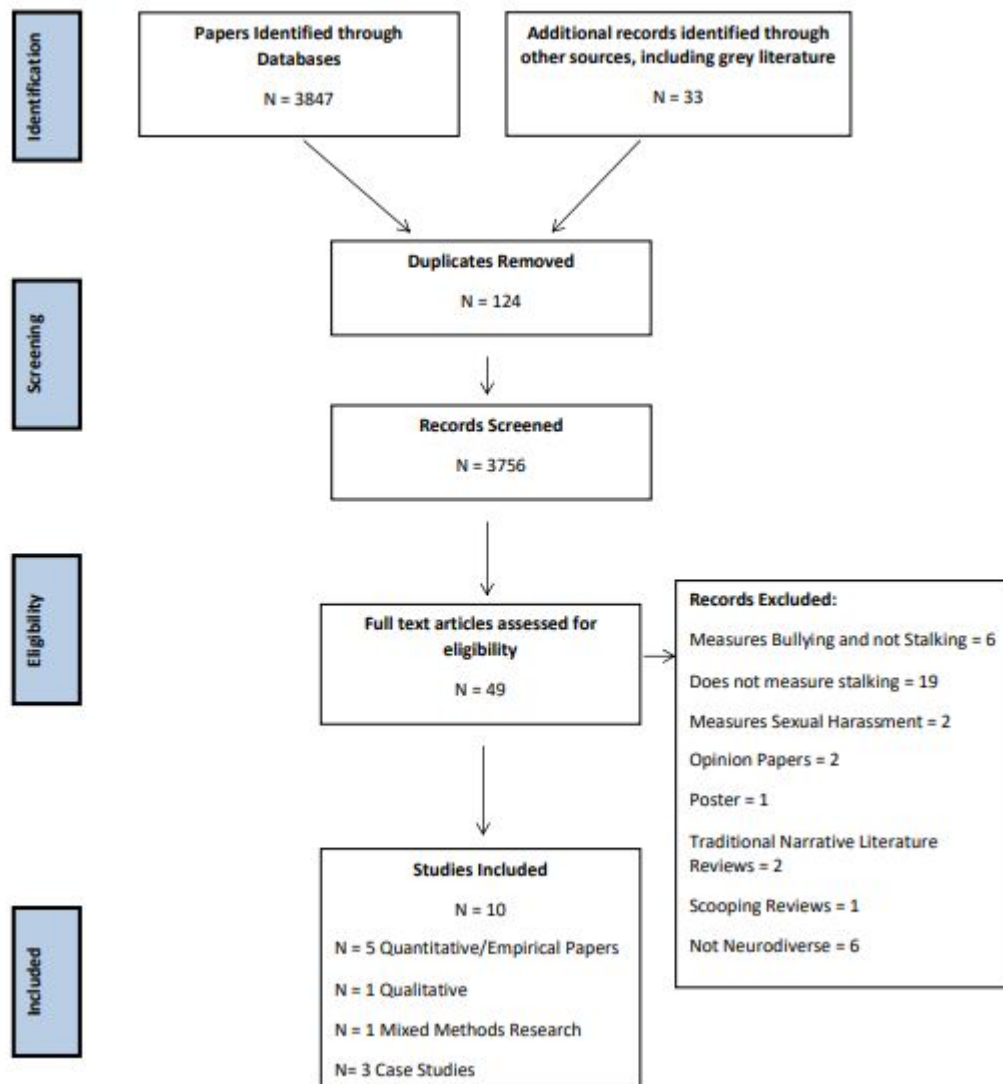 Identification
Papers Identified through
Databases
N = 3847
Additional records identified through
other sources, including grey literature
N = 33
Screening
Duplicates Removed
N = 124
Records Screened
N = 3756
Eligibility
Full text articles assessed for
eligibility
N = 49
Records Excluded:
Measures Bullying and not Stalking = 6
Does not measure stalking = 19
Measures Sexual Harassment = 2
Opinion Papers = 2
Poster = 1
Traditional Narrative Literature
Reviews = 2
Scooping Reviews = 1
Not Neurodiverse = 6
Included
Studies Included
N = 10
N = 5 Quantitative/Empirical Papers
N = 1 Qualitative
N = 1 Mixed Methods Research
N= 3 Case Studies